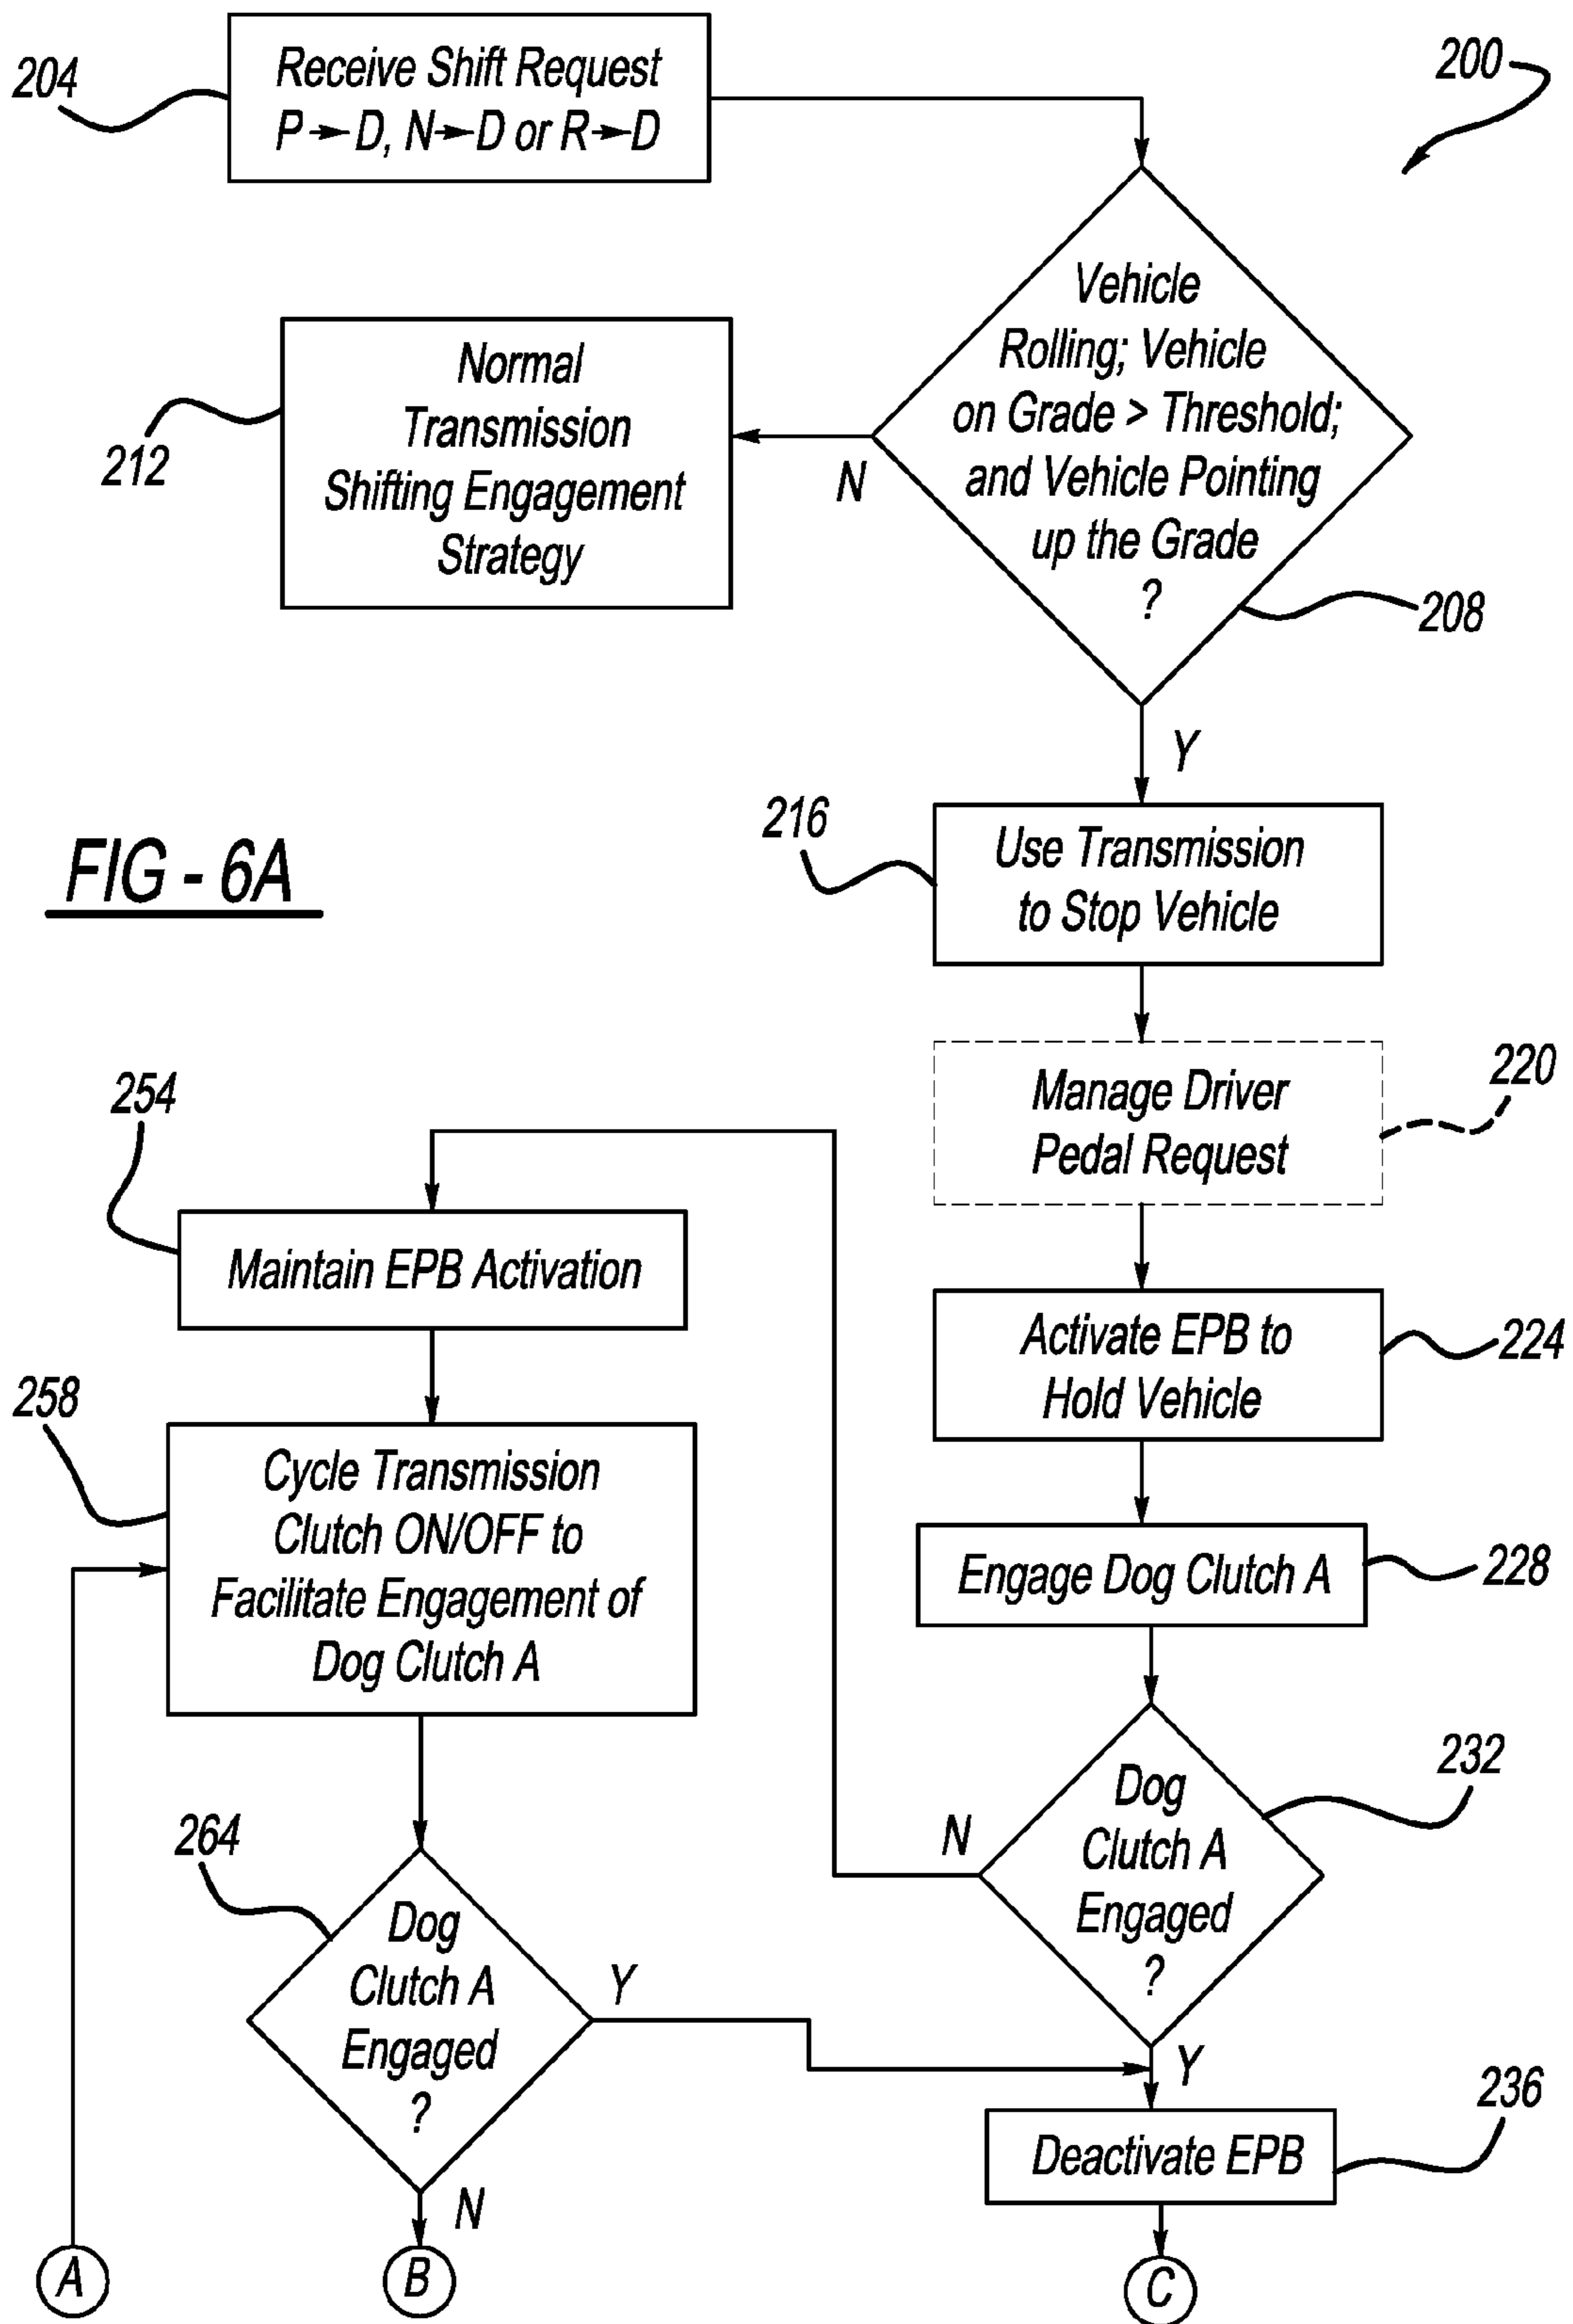 204
Receive Shift Request
P→D, N→D or R→D
200
Vehicle
Rolling; Vehicle
on Grade > Threshold;
and Vehicle Pointing
up the Grade
?
208
N
Normal
Transmission
Shifting Engagement
Strategy
212
Y
FIG - 6A
216
Use Transmission
to Stop Vehicle
220
Manage Driver
Pedal Request
254
Maintain EPB Activation
Activate EPB to
Hold Vehicle
224
258
Cycle Transmission
Clutch ON/OFF to
Facilitate Engagement of
Dog Clutch A
Engage Dog Clutch A
228
232
Dog
Clutch A
Engaged
?
N
264
Dog
Clutch A
Engaged
?
Y
Y
236
Deactivate EPB
N
A
B
C